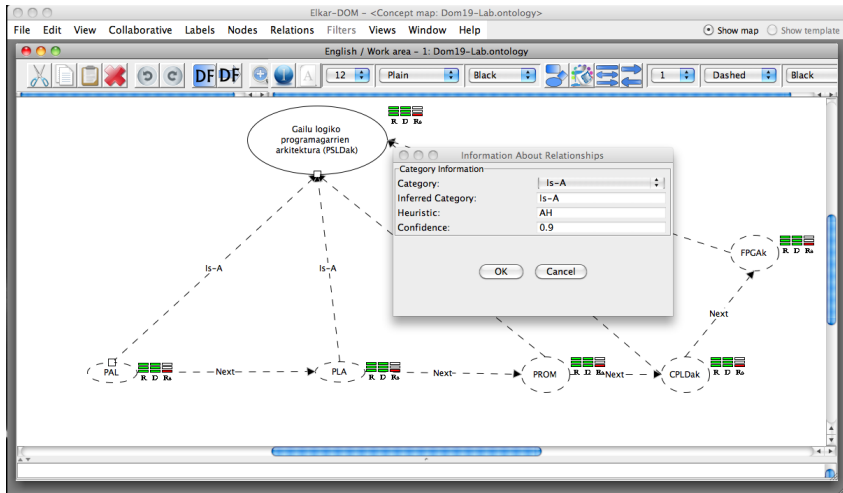 Elkar-DOM - <Concept map: Dom19-Lab.ontology>
File Edit View Collaborative Labels Nodes Relations Filters Views Window Help Show map Show template
English / Work area - 1: Dom19-Lab.ontology
DF DF A 12 Plain Black 1 Dashed Black
Gailu logiko
programagarrien
arkitektura (PSLDak)
R D Rs
Information About Relationships
Category Information
Category: Is-A
Inferred Category: Is-A
Heuristic: AH
Confidence: 0.9
OK Cancel
FPGAk R D Rs
Is-A Is-A
Next
PAL R D Rs Next PLA R D Rs Next PROM R D Rs Next CPLDak R D Rs